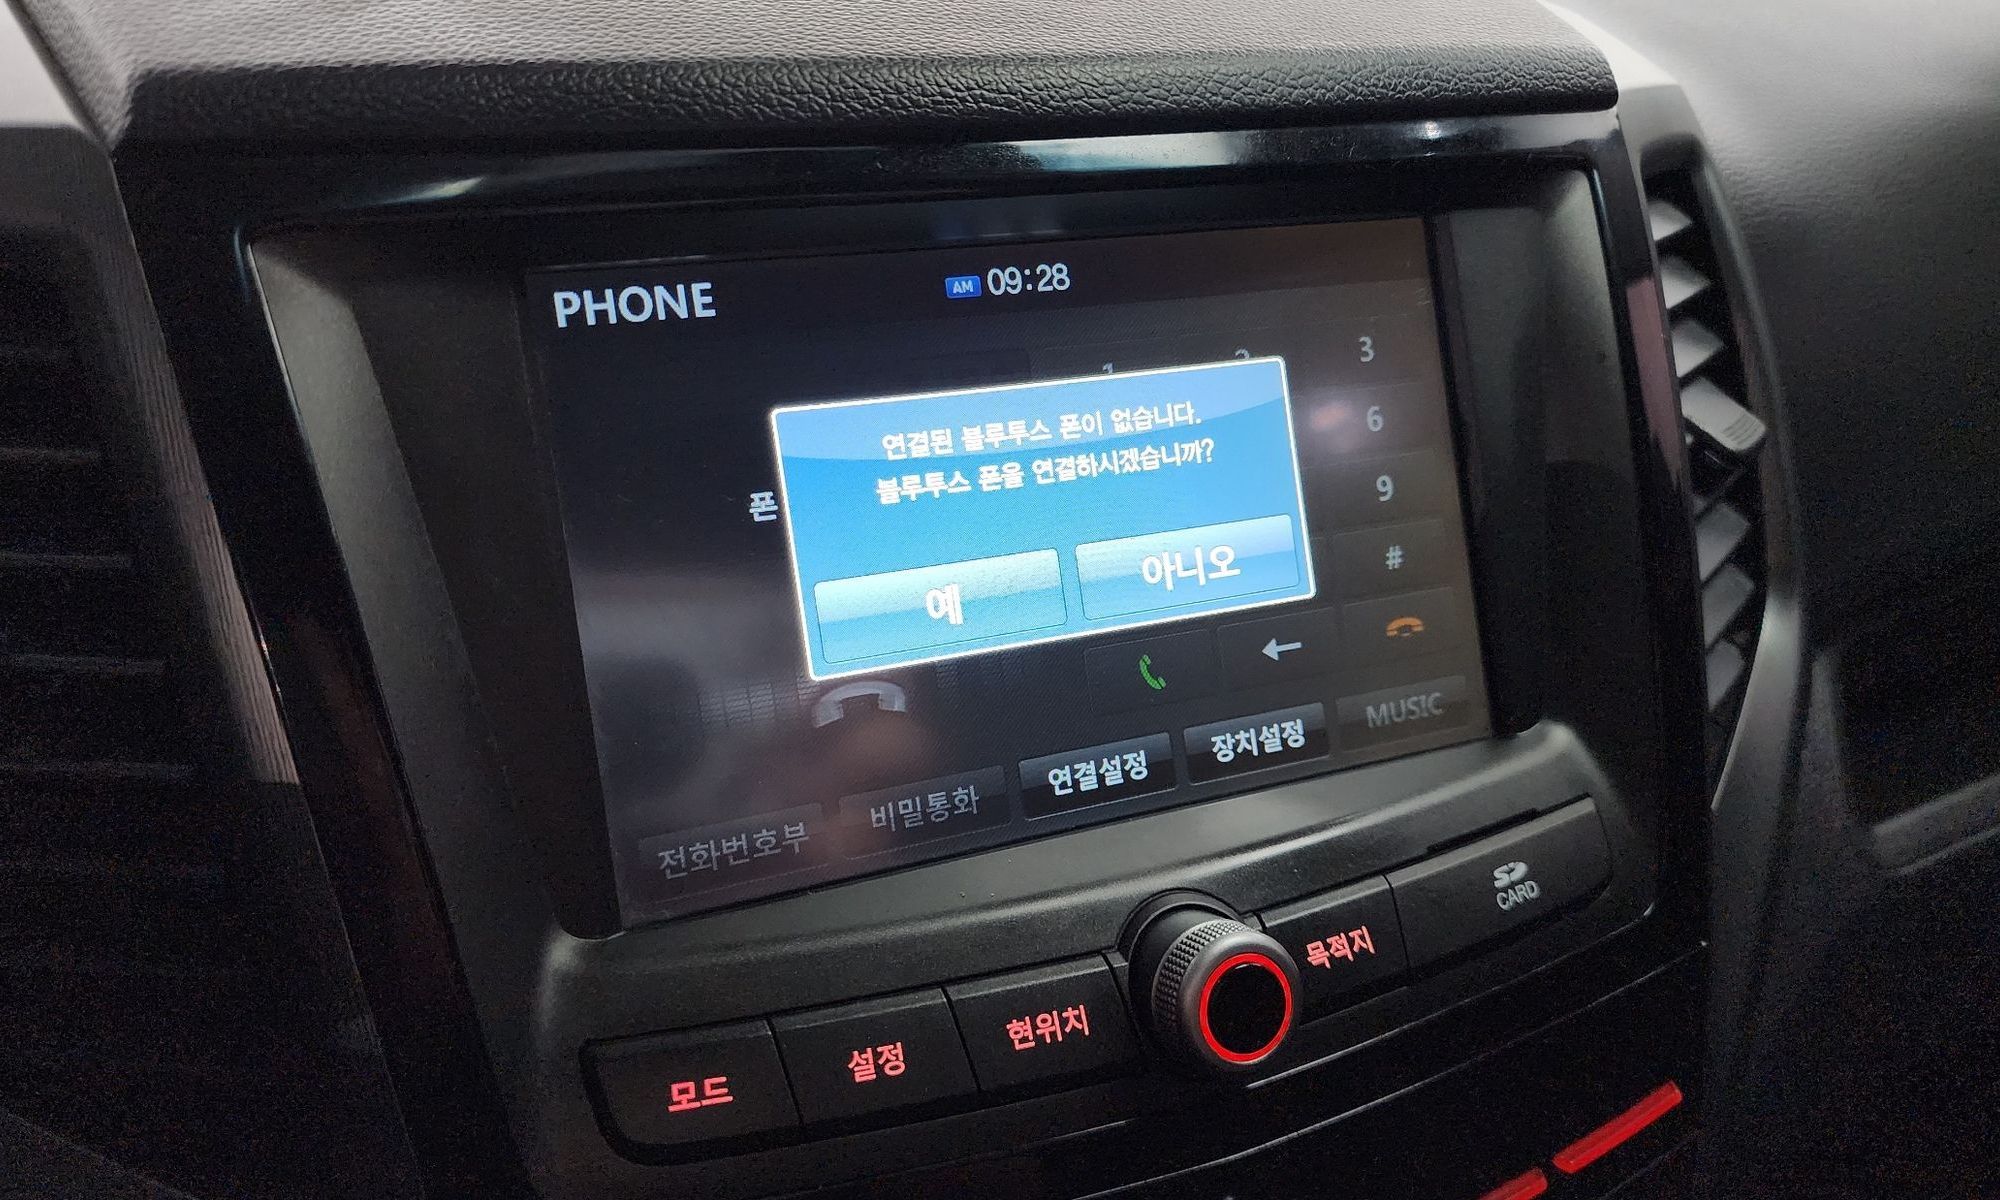 PHONE
AM 09:28
3
연결된 블루투스 폰이 없습니다.
블루투스 폰을 연결하시겠습니까?
6
폰
9
예
아니오
#
MUSIC
장치설정
연결설정
비밀통화
전화번호부
SD
CARD
목적지
현위치
설정
모드